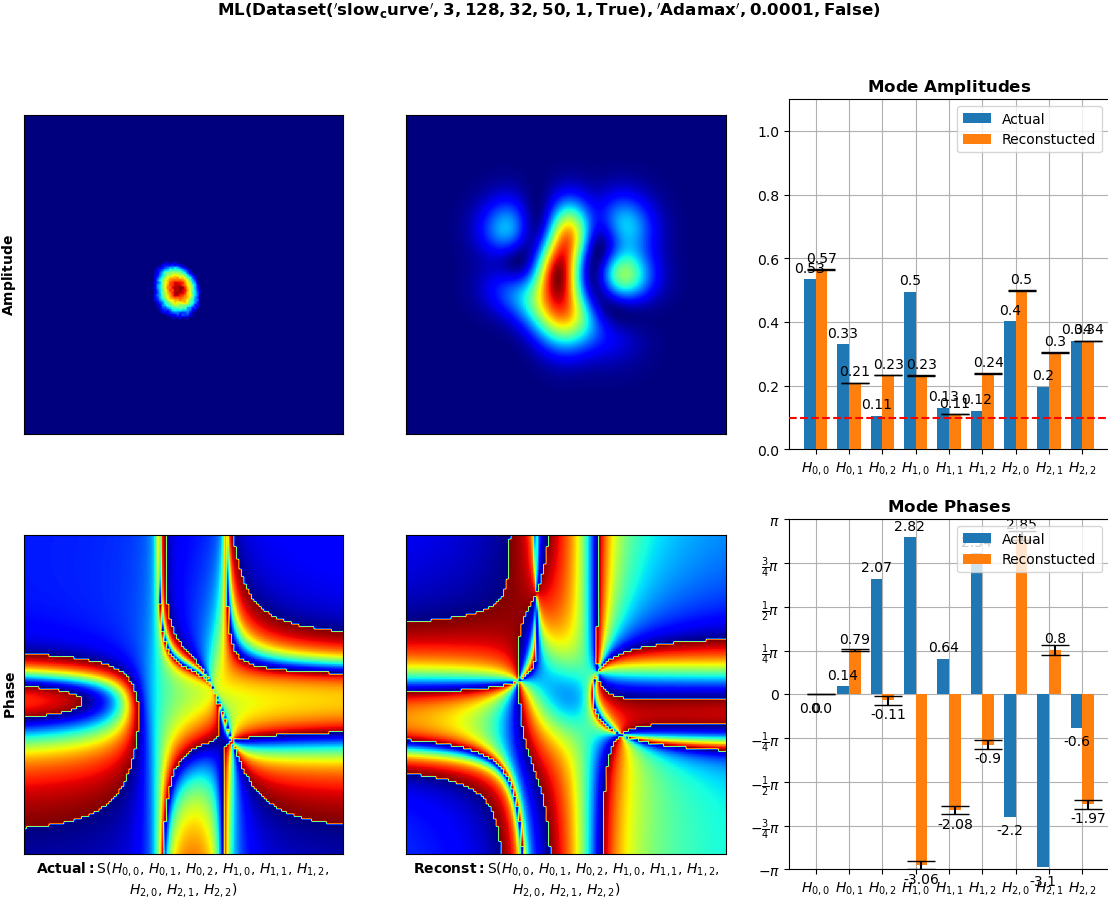 ML(Dataset('slow_curve', 3, 128, 32, 50, 1, True), 'Adamax', 0.0001, False)
Amplitude
Mode Amplitudes
Actual
Reconstucted
1.0
0.8
0.6
0.4
0.2
0.0
0.53 0.57
0.33 0.21
0.11 0.23
0.5 0.23
0.13 0.11
0.12 0.24
0.4 0.5
0.2 0.3
0.34 0.34
H0,0 H0,1 H0,2 H1,0 H1,1 H1,2 H2,0 H2,1 H2,2
Phase
Actual: S(H0,0, H0,1, H0,2, H1,0, H1,1, H1,2,
H2,0, H2,1, H2,2)
Reconst: S(H0,0, H0,1, H0,2, H1,0, H1,1, H1,2,
H2,0, H2,1, H2,2)
Mode Phases
Actual
Reconstucted
π
3/4π
1/2π
1/4π
0
−1/4π
−1/2π
−3/4π
−π
0.0 0.0
0.14 0.79
2.07 -0.11
2.82 -3.06
0.64 -2.08
-0.9
-2.2 2.85
-3.1 0.8
-0.6 -1.97
H0,0 H0,1 H0,2 H1,0 H1,1 H1,2 H2,0 H2,1 H2,2